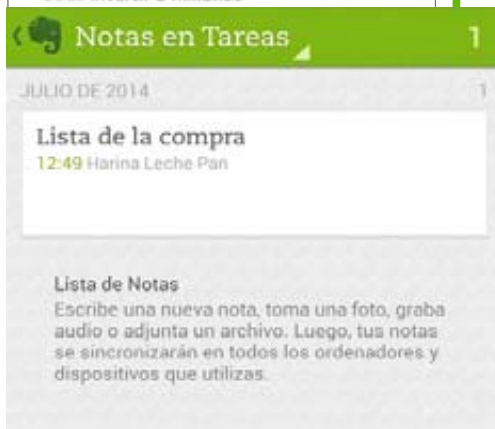 Notas en Tareas 1
JULIO DE 2014 1
Lista de la compra
12:49 Harina Leche Pan
Lista de Notas
Escribe una nueva nota, toma una foto, graba
audio o adjunta un archivo. Luego, tus notas
se sincronizarán en todos los ordenadores y
dispositivos que utilizas.